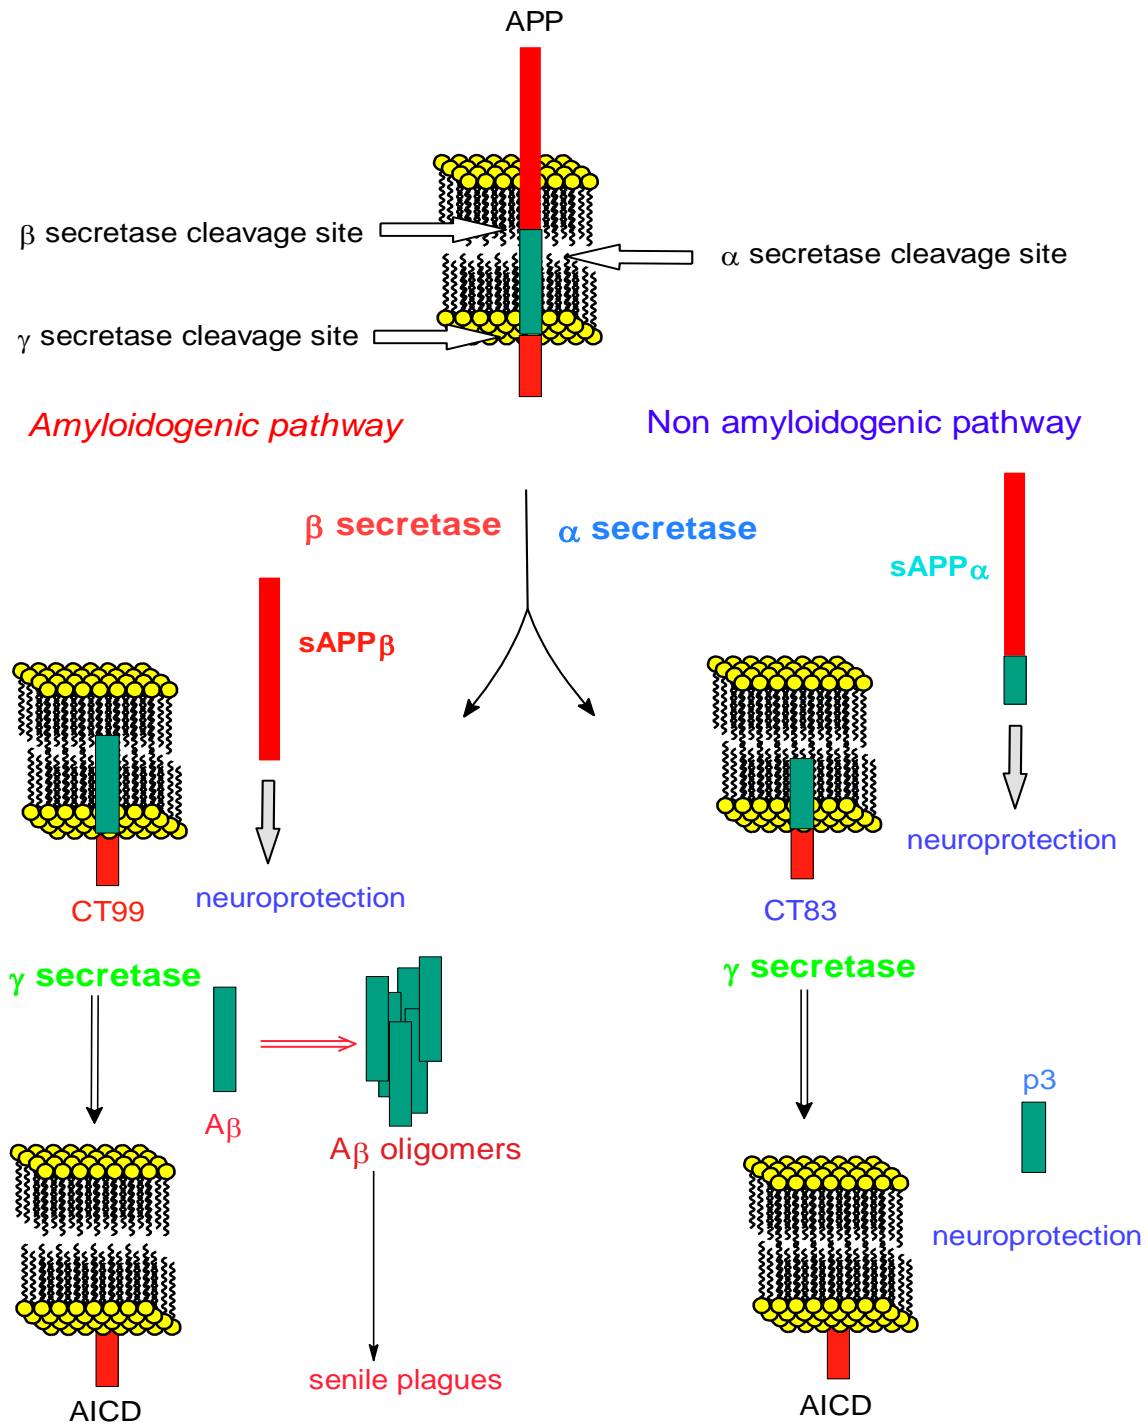 APP
β secretase cleavage site
α secretase cleavage site
γ secretase cleavage site
Amyloidogenic pathway
Non amyloidogenic pathway
β secretase
α secretase
sAPPα
sAPPβ
neuroprotection
neuroprotection
CT99
CT83
γ secretase
γ secretase
p3
Aβ
Aβ oligomers
neuroprotection
senile plagues
AICD
AICD